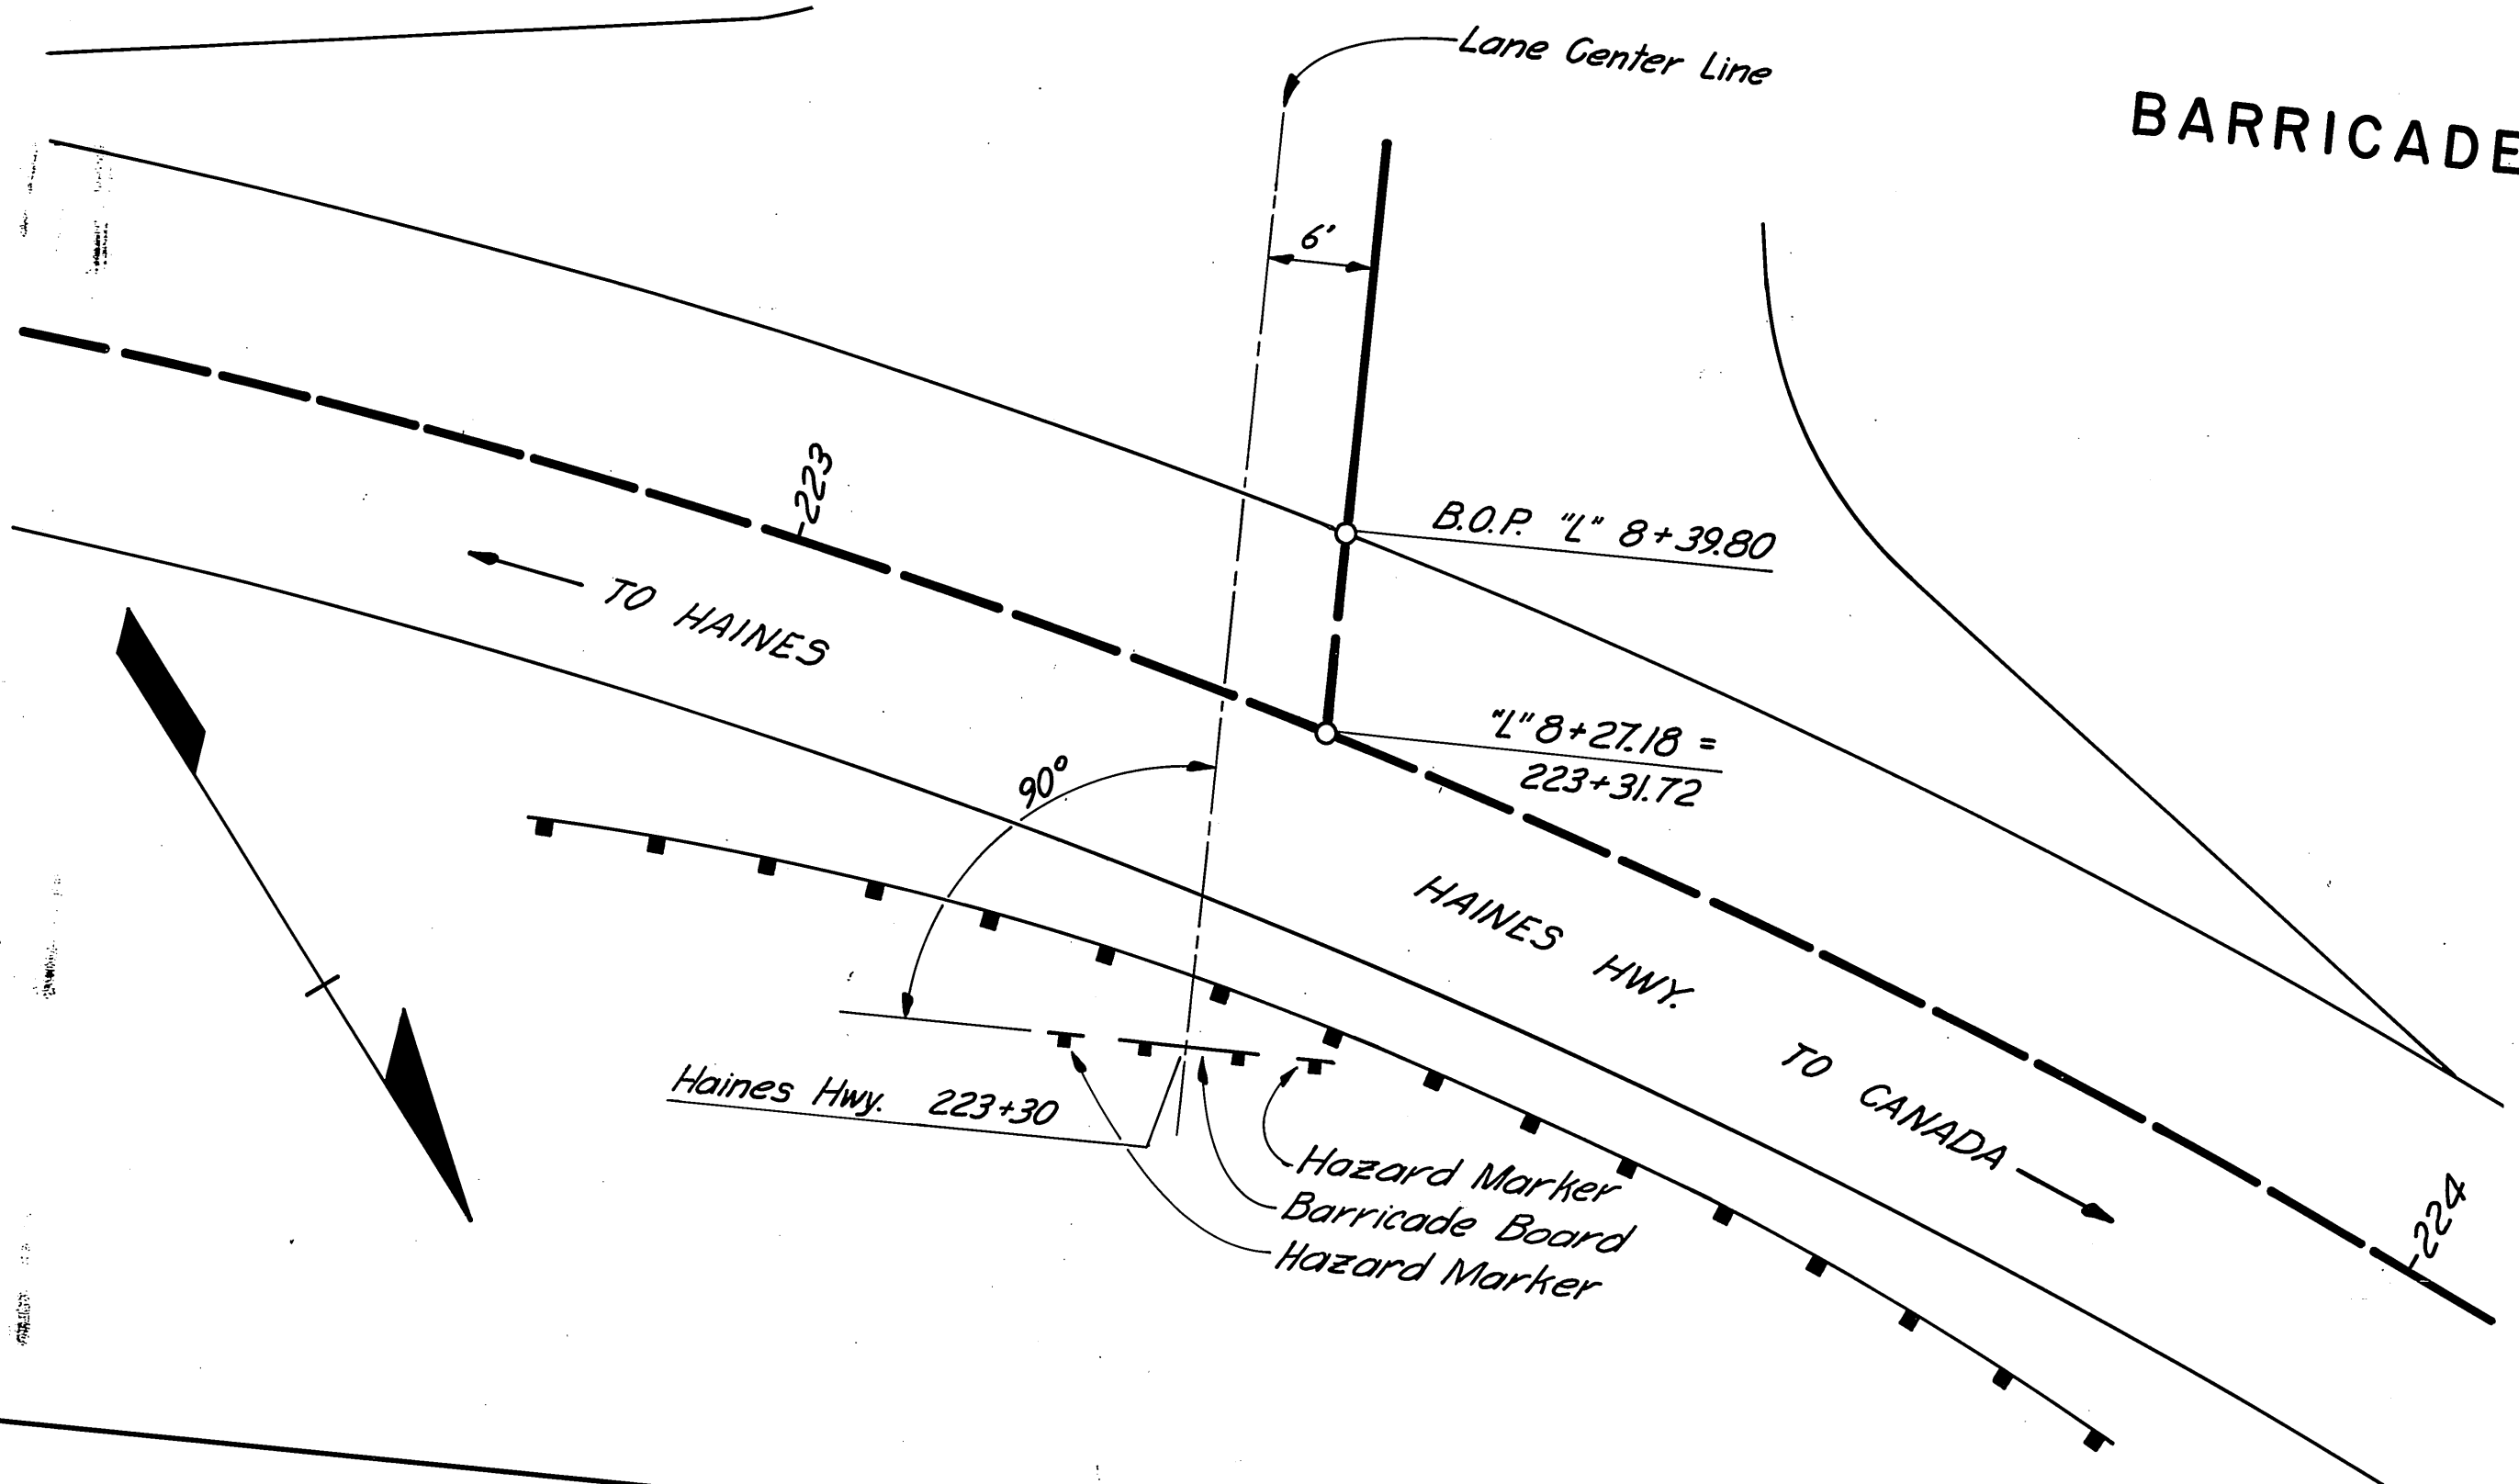 Lane Center Line
BARRICADE
6'
223
B.O.P. "L" 8+39.80
TO HAINES
"L" 8+27.18 =
223+31.72
90°
HAINES HWY.
TO CANADA
Haines Hwy. 223+30
Hazard Marker
Barricade Board
Hazard Marker
224